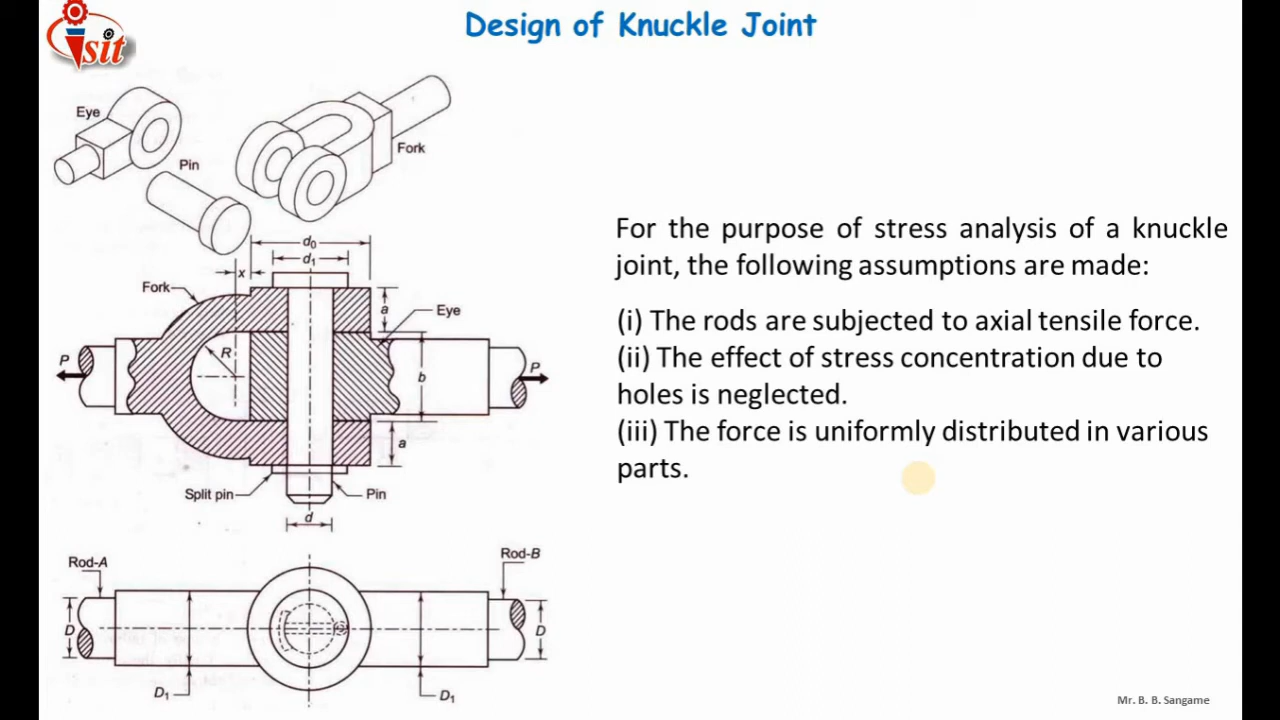 Design of Knuckle Joint
isit
Eye
Pin
Fork
d₀
d₁
x
Fork
a
Eye
R
P
P
b
a
Split pin
Pin
d
Rod-A
Rod-B
D
D
D₁
D₁
For the purpose of stress analysis of a knuckle
joint, the following assumptions are made:
(i) The rods are subjected to axial tensile force.
(ii) The effect of stress concentration due to
holes is neglected.
(iii) The force is uniformly distributed in various
parts.
Mr. B. B. Sangame